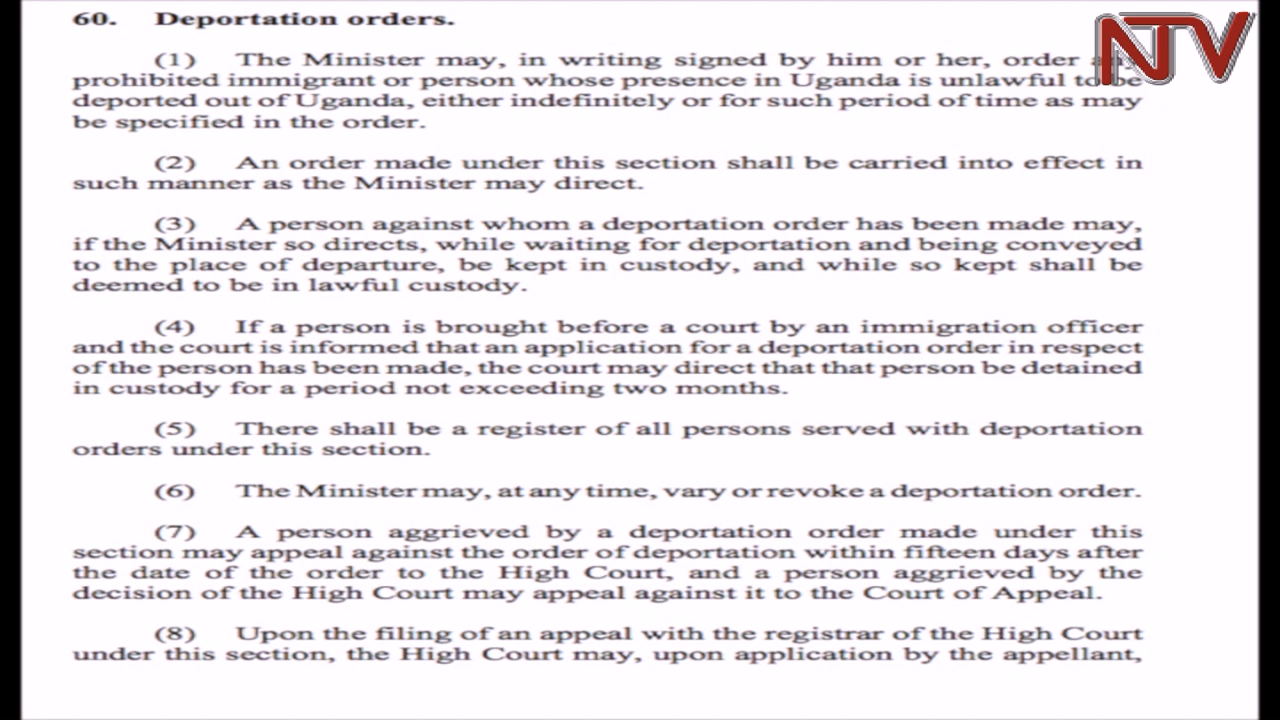 60. Deportation orders.
NTV
(1) The Minister may, in writing signed by him or her, order any
prohibited immigrant or person whose presence in Uganda is unlawful to be
deported out of Uganda, either indefinitely or for such period of time as may
be specified in the order.
(2) An order made under this section shall be carried into effect in
such manner as the Minister may direct.
(3) A person against whom a deportation order has been made may,
if the Minister so directs, while waiting for deportation and being conveyed
to the place of departure, be kept in custody, and while so kept shall be
deemed to be in lawful custody.
(4) If a person is brought before a court by an immigration officer
and the court is informed that an application for a deportation order in respect
of the person has been made, the court may direct that that person be detained
in custody for a period not exceeding two months.
(5) There shall be a register of all persons served with deportation
orders under this section.
(6) The Minister may, at any time, vary or revoke a deportation order.
(7) A person aggrieved by a deportation order made under this
section may appeal against the order of deportation within fifteen days after
the date of the order to the High Court, and a person aggrieved by the
decision of the High Court may appeal against it to the Court of Appeal.
(8) Upon the filing of an appeal with the registrar of the High Court
under this section, the High Court may, upon application by the appellant,